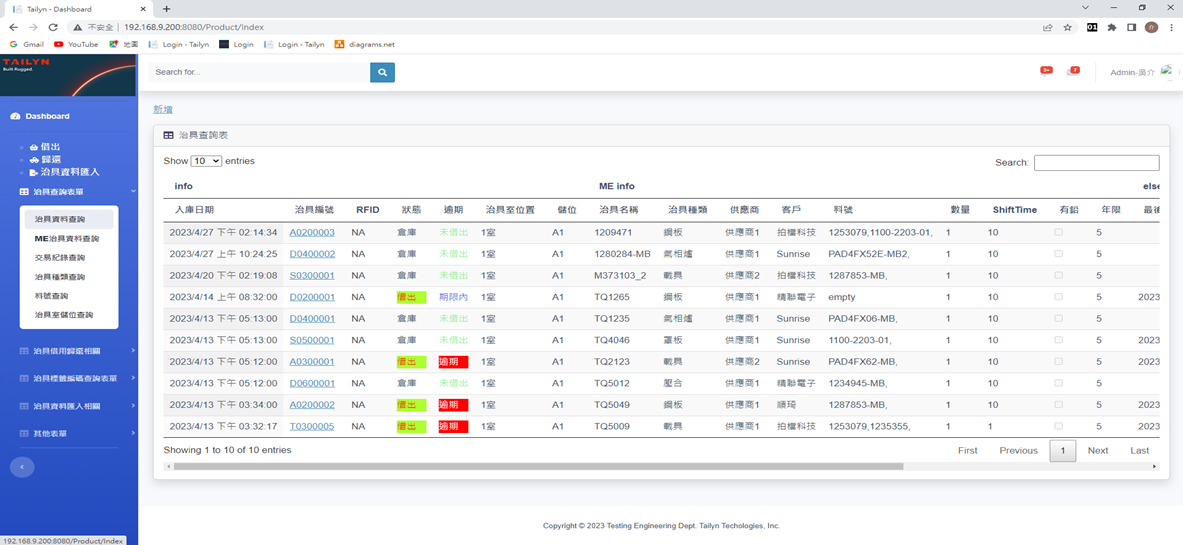 Tailyn - Dashboard
不安全 192.168.9.200:8080/Product/Index
Gmail YouTube 地圖 Login - Tailyn Login Login - Tailyn diagrams.net
TAILYN
Built Rugged.
Search for...
3+ 7 Admin-廣介
Dashboard
借出
歸還
治具資料匯入
治具查詢表單
治具資料查詢
ME治具資料查詢
交易紀錄查詢
治具種類查詢
料號查詢
治具室儲位查詢
治具借用歸還相關
治具標籤編碼查詢表單
治具資料匯入相關
其他表單
新增
治具查詢表
Show 10 entries Search:
info ME info else
入庫日期 治具編號 RFID 狀態 逾期 治具室位置 儲位 治具名稱 治具種類 供應商 客戶 料號 數量 ShiftTime 有鉛 年限 最後
2023/4/27 下午 02:14:34 A0200003 NA 倉庫 未借出 1室 A1 1209471 鋼板 供應商1 拍檔科技 1253079,1100-2203-01, 1 10 5
2023/4/27 上午 10:24:25 D0400002 NA 倉庫 未借出 1室 A1 1280284-MB 氣相爐 供應商1 Sunrise PAD4FX52E-MB2, 1 10 5
2023/4/20 下午 02:19:08 S0300001 NA 倉庫 未借出 1室 A1 M373103_2 載具 供應商2 拍檔科技 1287853-MB, 1 10 5
2023/4/14 上午 08:32:00 D0200001 NA 借出 期限內 1室 A1 TQ1265 鋼板 供應商1 精聯電子 empty 1 10 5 2023
2023/4/13 下午 05:13:00 D0400001 NA 倉庫 未借出 1室 A1 TQ1235 氣相爐 供應商1 Sunrise PAD4FX06-MB, 1 10 5
2023/4/13 下午 05:13:00 S0500001 NA 倉庫 未借出 1室 A1 TQ4046 蓋板 供應商1 Sunrise 1100-2203-01, 1 10 5
2023/4/13 下午 05:12:00 A0300001 NA 借出 逾期 1室 A1 TQ2123 載具 供應商2 Sunrise PAD4FX62-MB, 1 10 5 2023
2023/4/13 下午 05:12:00 D0600001 NA 倉庫 未借出 1室 A1 TQ5012 壓合 供應商1 精聯電子 1234945-MB, 1 10 5
2023/4/13 下午 03:34:00 A0200002 NA 借出 逾期 1室 A1 TQ5049 鋼板 供應商1 順琦 1287853-MB, 1 10 5 2023
2023/4/13 下午 03:32:17 T0300005 NA 借出 逾期 1室 A1 TQ5009 載具 供應商1 拍檔科技 1253079,1235355, 1 1 5 2023
Showing 1 to 10 of 10 entries First Previous 1 Next Last
Copyright © 2023 Testing Engineering Dept. Tailyn Techologies, Inc.
192.168.9.200:8080/Product/Index